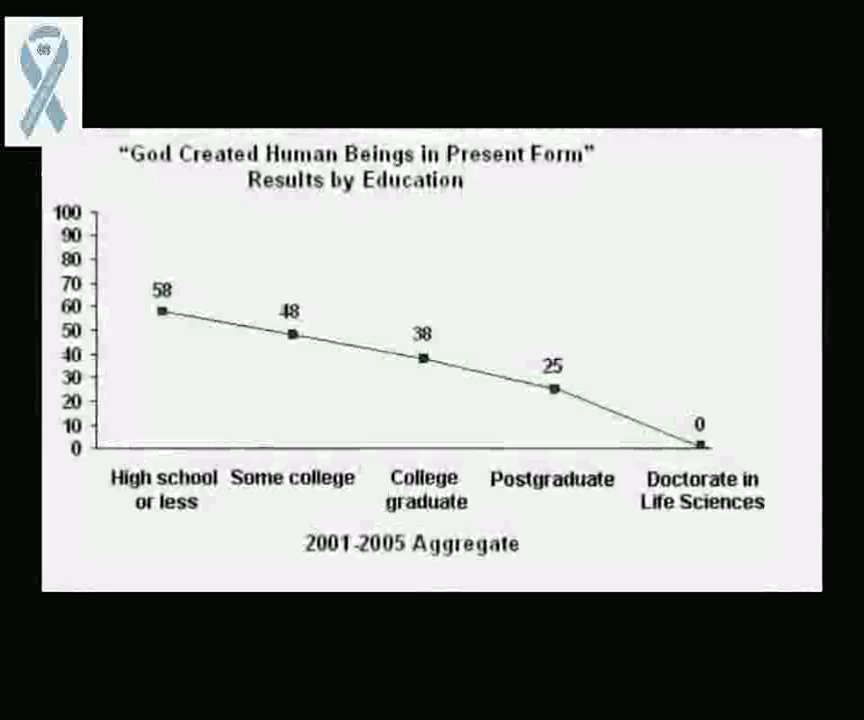 "God Created Human Beings in Present Form"
Results by Education
100
90
80
70
60
50
40
30
20
10
0
58
48
38
25
0
High school or less
Some college
College graduate
Postgraduate
Doctorate in Life Sciences
2001-2005 Aggregate